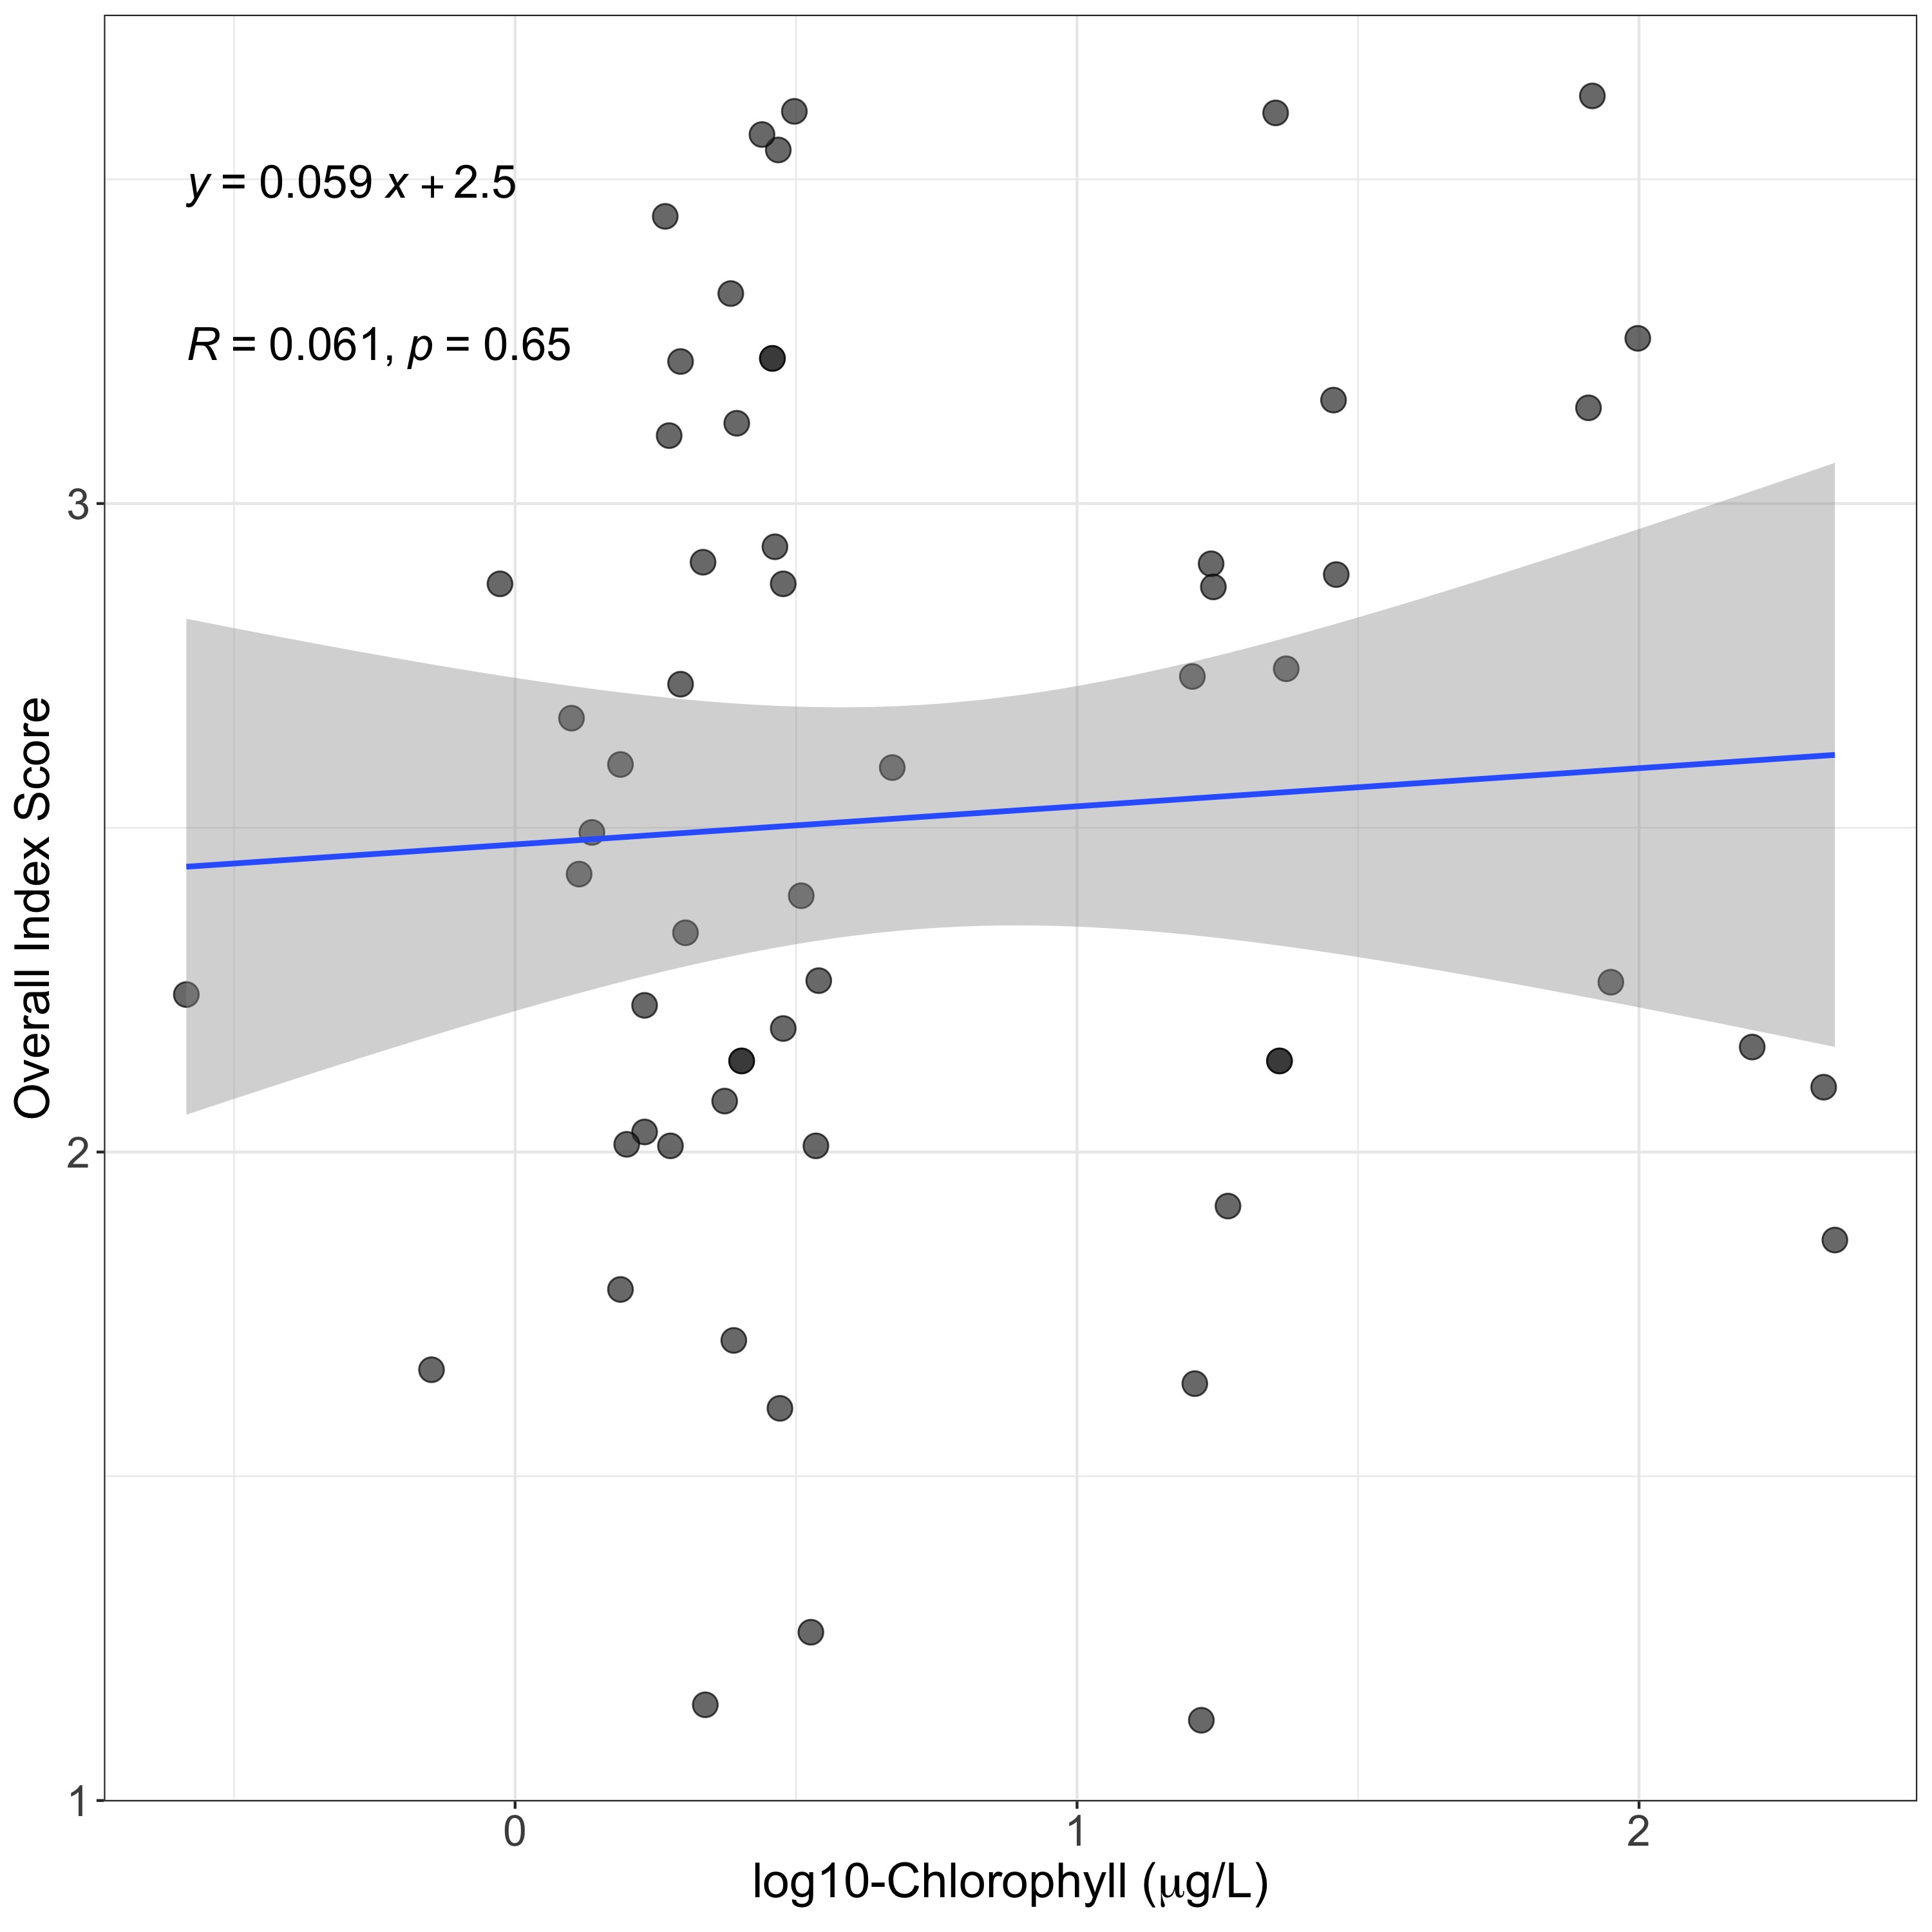 y = 0.059 x + 2.5
R = 0.061, p = 0.65
3
2
1
Overall Index Score
0 1 2
log10-Chlorophyll (μg/L)